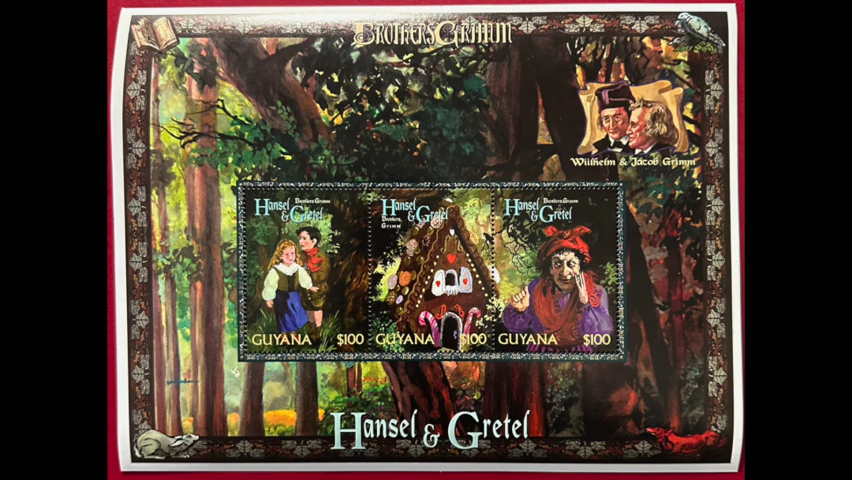 BROTHERS GRIMM
Wilhelm & Jacob Grimm
Hansel & Gretel
Brothers Grimm
GUYANA $100
Hansel & Gretel
Brothers Grimm
GUYANA $100
Hansel & Gretel
Brothers Grimm
GUYANA $100
Hansel & Gretel